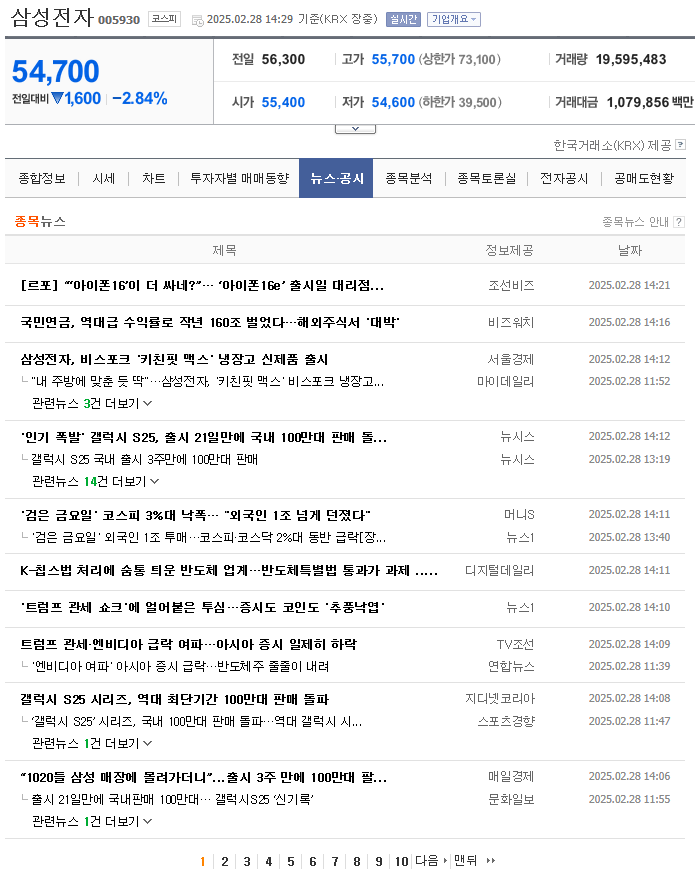 삼성전자 005930 코스피 2025.02.28 14:29 기준(KRX 장중) 실시간 기업개요
54,700
전일대비 ▼1,600 −2.84%
전일 56,300 고가 55,700 (상한가 73,100) 거래량 19,595,483
시가 55,400 저가 54,600 (하한가 39,500) 거래대금 1,079,856 백만
한국거래소(KRX) 제공 ?
종합정보 시세 차트 투자자별 매매동향 뉴스·공시 종목분석 종목토론실 전자공시 공매도현황
종목뉴스 종목뉴스 안내 ?
제목 정보제공 날짜
[르포] “‘아이폰16’이 더 싸네?”… ‘아이폰16e’ 출시일 대리점... 조선비즈 2025.02.28 14:21
국민연금, 역대급 수익률로 작년 160조 벌었다…해외주식서 '대박' 비즈워치 2025.02.28 14:16
삼성전자, 비스포크 '키친핏 맥스' 냉장고 신제품 출시 서울경제 2025.02.28 14:12
"내 주방에 맞춘 듯 딱"…삼성전자, '키친핏 맥스' 비스포크 냉장고... 마이데일리 2025.02.28 11:52
관련뉴스 3건 더보기
'인기 폭발' 갤럭시 S25, 출시 21일만에 국내 100만대 판매 돌... 뉴시스 2025.02.28 14:12
갤럭시 S25 국내 출시 3주만에 100만대 판매 뉴시스 2025.02.28 13:19
관련뉴스 14건 더보기
'검은 금요일' 코스피 3%대 낙폭… "외국인 1조 넘게 던졌다" 머니S 2025.02.28 14:11
'검은 금요일' 외국인 1조 투매…코스피·코스닥 2%대 동반 급락[장... 뉴스1 2025.02.28 13:40
K-칩스법 처리에 숨통 틔운 반도체 업계…반도체특별법 통과가 과제 ..... 디지털데일리 2025.02.28 14:11
'트럼프 관세 쇼크'에 얼어붙은 투심…증시도 코인도 '추풍낙엽' 뉴스1 2025.02.28 14:10
트럼프 관세·엔비디아 급락 여파…아시아 증시 일제히 하락 TV조선 2025.02.28 14:09
'엔비디아 여파' 아시아 증시 급락…반도체주 줄줄이 내려 연합뉴스 2025.02.28 11:39
갤럭시 S25 시리즈, 역대 최단기간 100만대 판매 돌파 지디넷코리아 2025.02.28 14:08
‘갤럭시 S25’ 시리즈, 국내 100만대 판매 돌파…역대 갤럭시 시... 스포츠경향 2025.02.28 11:47
관련뉴스 1건 더보기
“1020들 삼성 매장에 몰려가더니”...출시 3주 만에 100만대 팔... 매일경제 2025.02.28 14:06
출시 21일만에 국내판매 100만대… 갤럭시S25 ‘신기록’ 문화일보 2025.02.28 11:55
관련뉴스 1건 더보기
1 2 3 4 5 6 7 8 9 10 다음 맨뒤